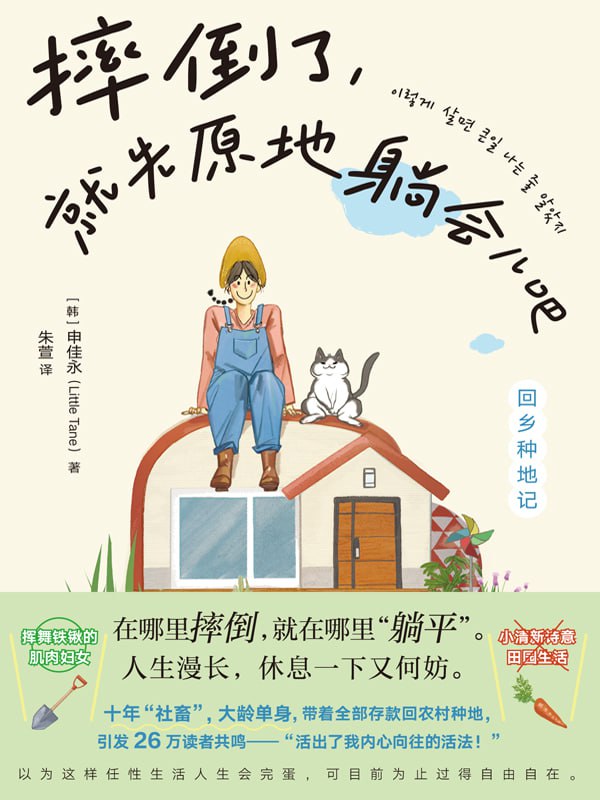 摔倒了，
就先原地躺会儿吧
이렇게 살면 큰일 나는 줄 알았지
[韩]申佳永(Little Tane) 著
朱萱 译
回乡种地记
在哪里摔倒，就在哪里“躺平”。
人生漫长，休息一下又何妨。
挥舞铁锹的
肌肉妇女
小清新诗意
田园生活
十年“社畜”，大龄单身，带着全部存款回农村种地，
引发 26 万读者共鸣——“活出了我内心向往的活法！”
以为这样任性生活人生会完蛋，可目前为止过得自由自在。